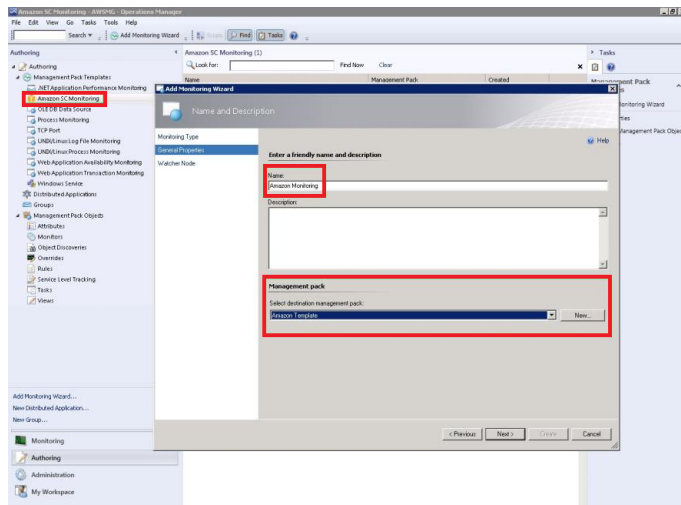 Amazon SC Monitoring - AWSMG - Operations Manager
File Edit View Go Tasks Tools Help
Search Add Monitoring Wizard Scope Find Tasks
Authoring
Amazon SC Monitoring (1)
Tasks
Look for: Find Now Clear
Name Management Pack Created
Authoring
Management Pack Templates
.NET Application Performance Monitoring
Amazon SC Monitoring
OLE DB Data Source
Process Monitoring
TCP Port
UNIX/Linux Log File Monitoring
UNIX/Linux Process Monitoring
Web Application Availability Monitoring
Web Application Transaction Monitoring
Windows Service
Distributed Applications
Groups
Management Pack Objects
Attributes
Monitors
Object Discoveries
Overrides
Rules
Service Level Tracking
Tasks
Views
Add Monitoring Wizard...
New Distributed Application...
New Group...
Monitoring
Authoring
Administration
My Workspace
Add Monitoring Wizard
Name and Description
Monitoring Type
General Properties
Watcher Node
Help
Enter a friendly name and description
Name:
Amazon Monitoring
Description:
Management pack
Select destination management pack:
Amazon Template
New...
< Previous Next > Create Cancel
Management Pack
Monitoring Wizard
Management Pack Objec